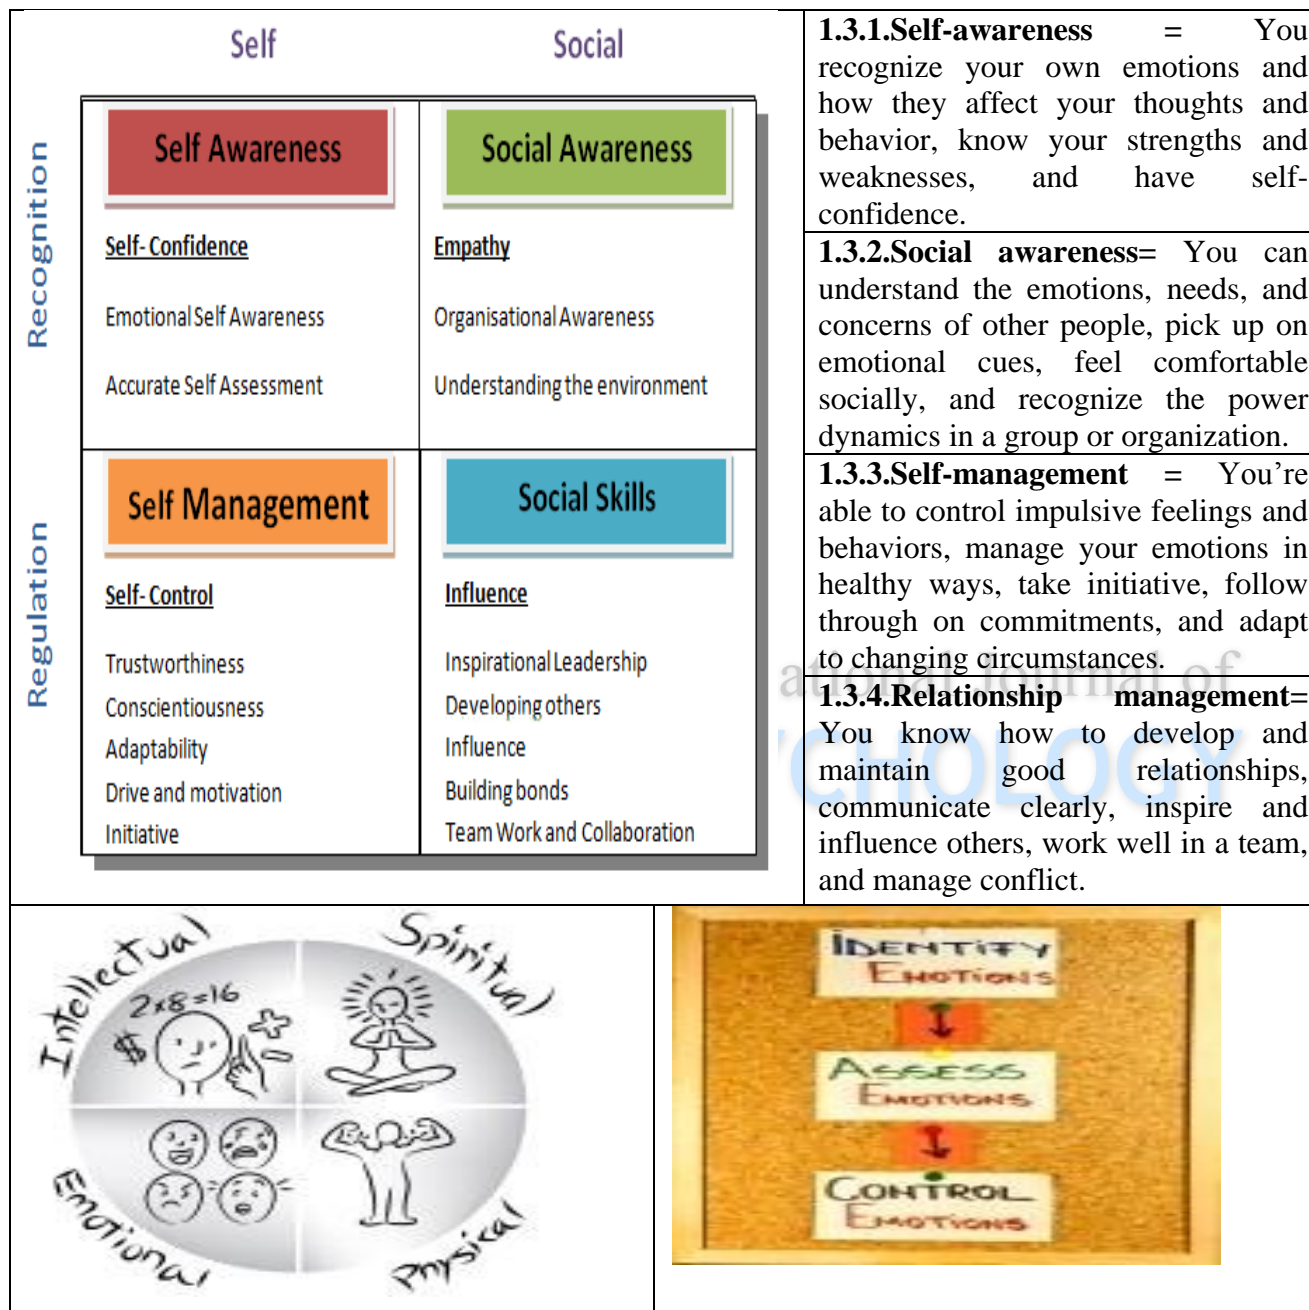 Self Social
Recognition
Self Awareness
Self- Confidence
Emotional Self Awareness
Accurate Self Assessment
Social Awareness
Empathy
Organisational Awareness
Understanding the environment
Regulation
Self Management
Self- Control
Trustworthiness
Conscientiousness
Adaptability
Drive and motivation
Initiative
Social Skills
Influence
Inspirational Leadership
Developing others
Influence
Building bonds
Team Work and Collaboration
1.3.1.Self-awareness = You
recognize your own emotions and
how they affect your thoughts and
behavior, know your strengths and
weaknesses, and have self-
confidence.
1.3.2.Social awareness= You can
understand the emotions, needs, and
concerns of other people, pick up on
emotional cues, feel comfortable
socially, and recognize the power
dynamics in a group or organization.
1.3.3.Self-management = You’re
able to control impulsive feelings and
behaviors, manage your emotions in
healthy ways, take initiative, follow
through on commitments, and adapt
to changing circumstances.
1.3.4.Relationship management=
You know how to develop and
maintain good relationships,
communicate clearly, inspire and
influence others, work well in a team,
and manage conflict.
ational Journal of
YCHOLOGY
Intellectual
2x8=16
$ + -
Spiritual
Emotional
Physical
IDENTIFY
EMOTIONS
ASSESS
EMOTIONS
CONTROL
EMOTIONS